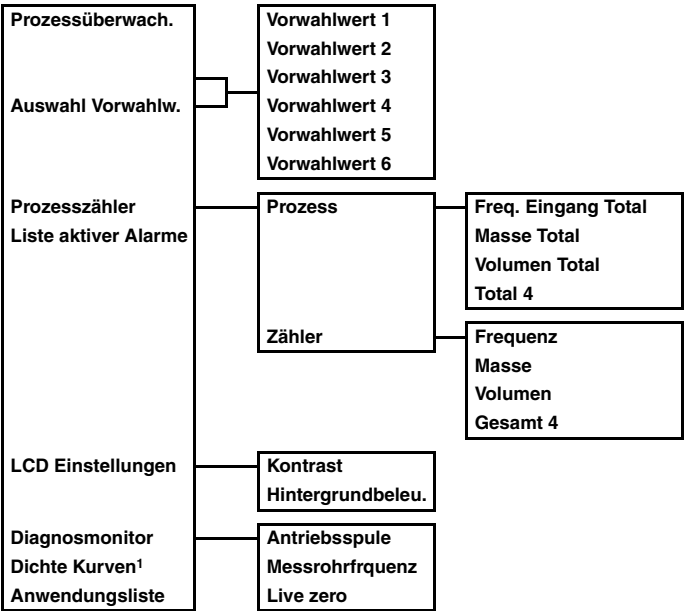 Prozessüberwach.
Auswahl Vorwahlw.
Prozesszähler
Liste aktiver Alarme
LCD Einstellungen
Diagnosmonitor
Dichte Kurven¹
Anwendungsliste
Vorwahlwert 1
Vorwahlwert 2
Vorwahlwert 3
Vorwahlwert 4
Vorwahlwert 5
Vorwahlwert 6
Prozess
Zähler
Freq. Eingang Total
Masse Total
Volumen Total
Total 4
Frequenz
Masse
Volumen
Gesamt 4
Kontrast
Hintergrundbeleu.
Antriebsspule
Messrohrfrquenz
Live zero